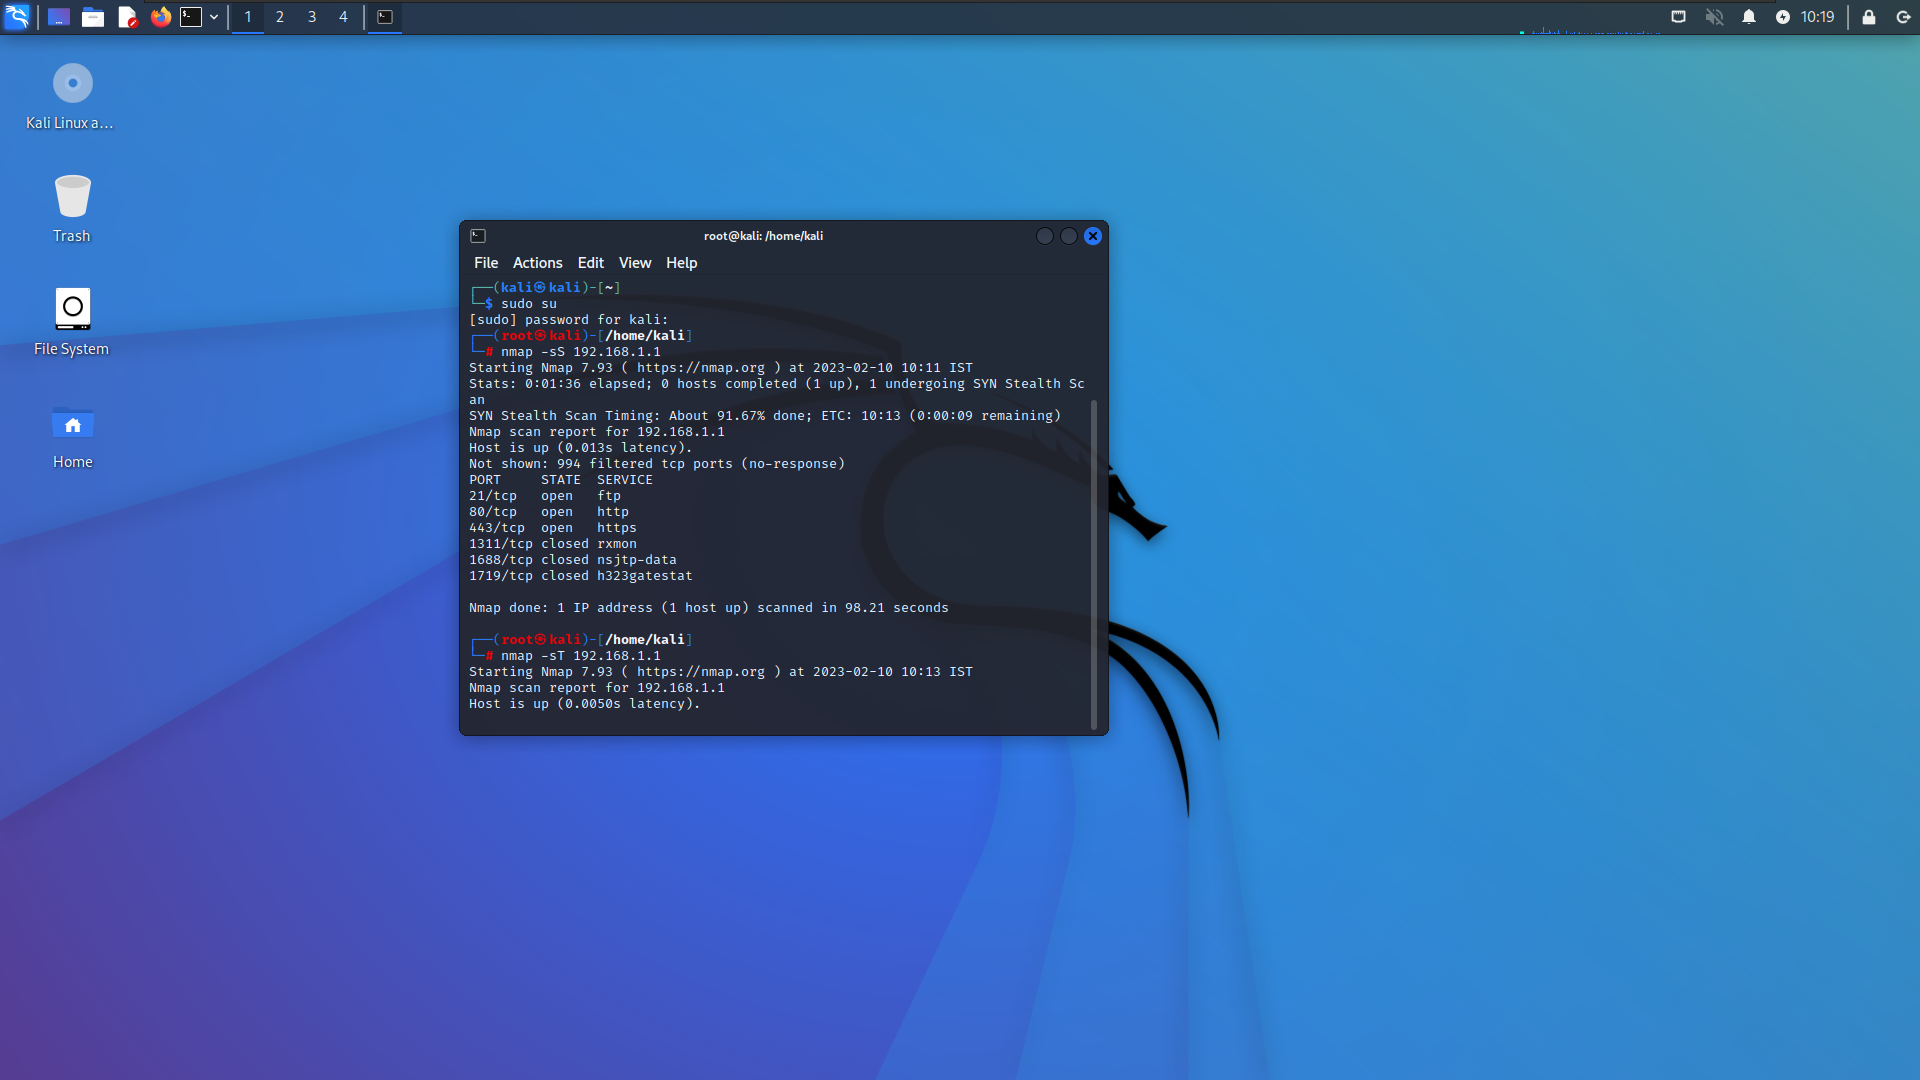 1 2 3 4
10:19
Kali Linux a...
Trash
File System
Home
root@kali: /home/kali
File Actions Edit View Help
┌──(kali㉿kali)-[~]
└─$ sudo su
[sudo] password for kali:
┌──(root㉿kali)-[/home/kali]
└─# nmap -sS 192.168.1.1
Starting Nmap 7.93 ( https://nmap.org ) at 2023-02-10 10:11 IST
Stats: 0:01:36 elapsed; 0 hosts completed (1 up), 1 undergoing SYN Stealth Sc
an
SYN Stealth Scan Timing: About 91.67% done; ETC: 10:13 (0:00:09 remaining)
Nmap scan report for 192.168.1.1
Host is up (0.013s latency).
Not shown: 994 filtered tcp ports (no-response)
PORT     STATE  SERVICE
21/tcp   open   ftp
80/tcp   open   http
443/tcp  open   https
1311/tcp closed rxmon
1688/tcp closed nsjtp-data
1719/tcp closed h323gatestat
Nmap done: 1 IP address (1 host up) scanned in 98.21 seconds
┌──(root㉿kali)-[/home/kali]
└─# nmap -sT 192.168.1.1
Starting Nmap 7.93 ( https://nmap.org ) at 2023-02-10 10:13 IST
Nmap scan report for 192.168.1.1
Host is up (0.0050s latency).